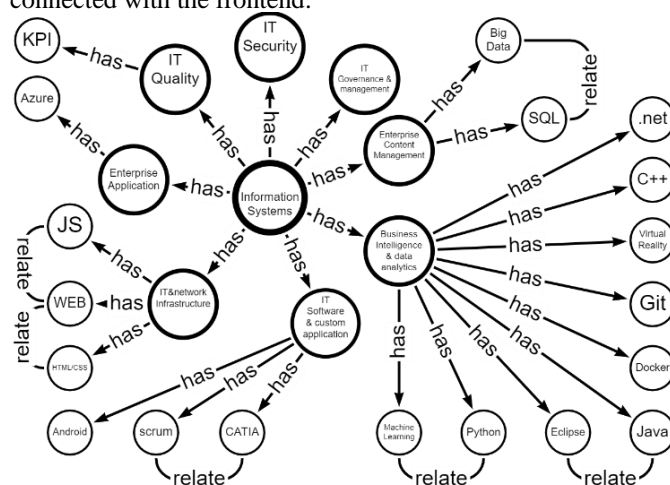 connected with the frontend.
KPI
has
IT
Quality
IT
Security
IT
Governance &
management
Big
Data
relate
Azure
has
has
has
has
has
has
SQL
.net
Enterprise
Application
has
Information
Systems
has
Enterprise
Content
Management
has
C++
has
JS
has
has
has
has
Business
Intelligence
& data
analytics
has
Virtual
Reality
relate
WEB
has
IT&network
Infrastructure
IT
Software
& custom
application
has
Git
relate
HTML/CSS
has
has
has
has
has
has
has
has
Docker
has
has
Android
scrum
CATIA
Machine
Learning
Python
Eclipse
Java
relate
relate
relate